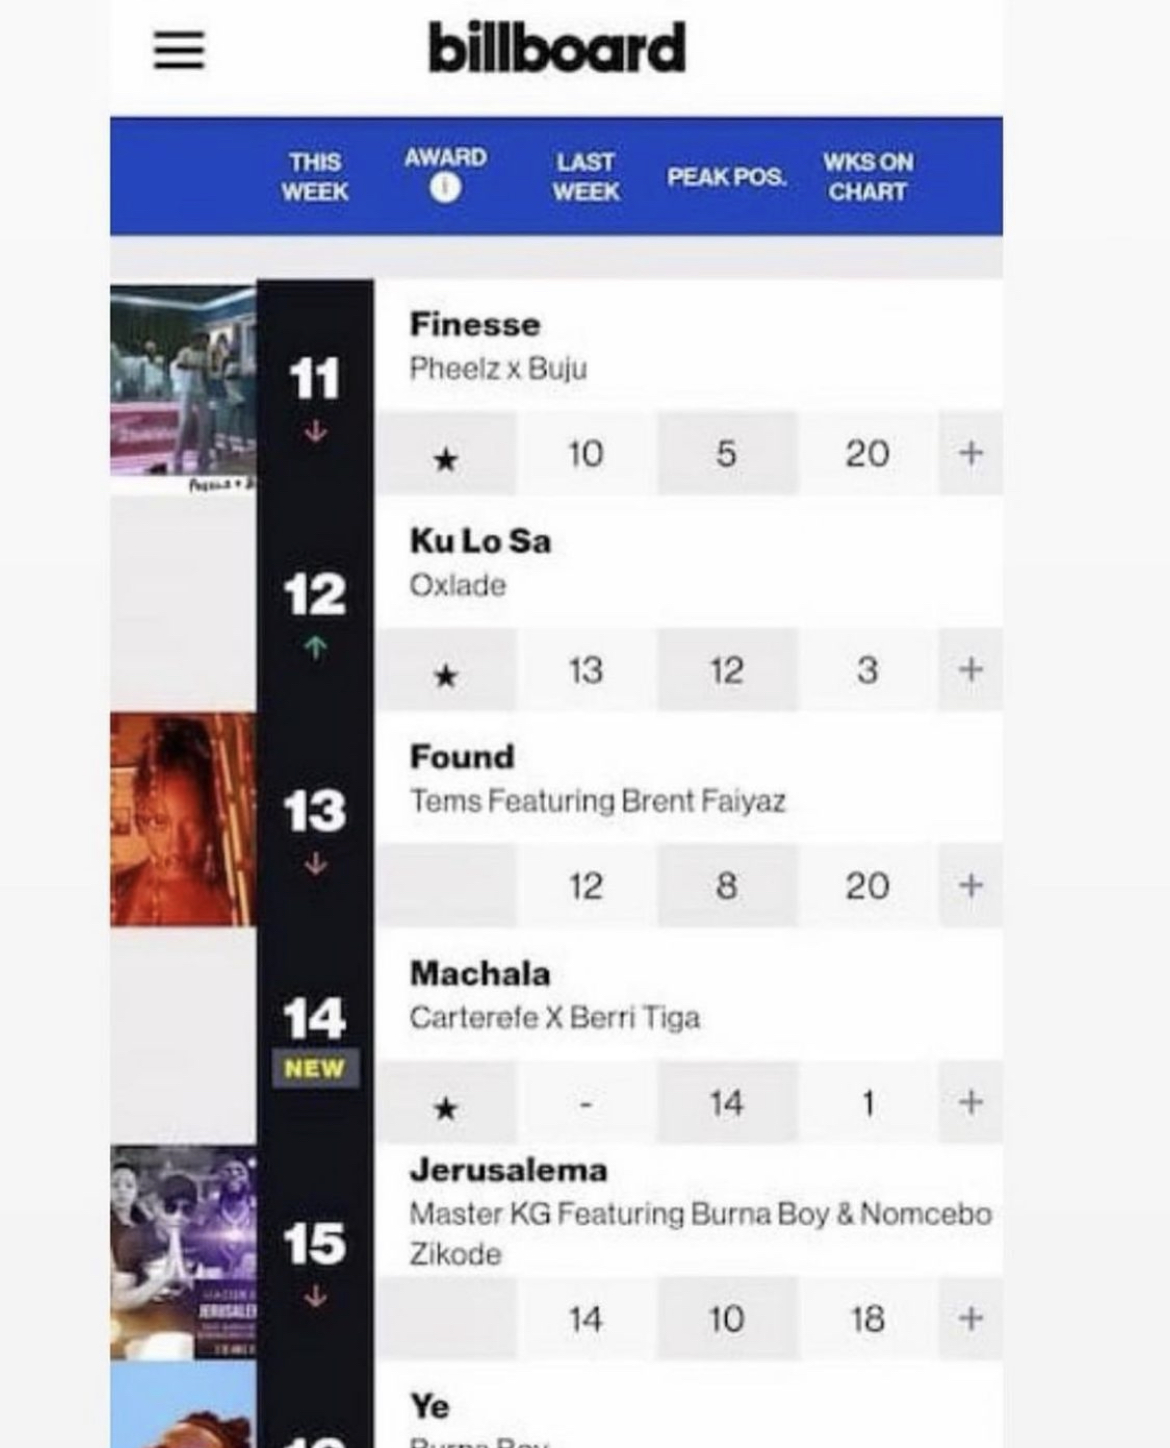 billboard
THIS WEEK
AWARD
LAST WEEK
PEAK POS.
WKS ON CHART
11
Finesse
Pheelz x Buju
★ 10 5 20 +
12
Ku Lo Sa
Oxlade
★ 13 12 3 +
13
Found
Tems Featuring Brent Faiyaz
12 8 20 +
14
NEW
Machala
Carterefe X Berri Tiga
★ - 14 1 +
15
Jerusalema
Master KG Featuring Burna Boy & Nomcebo
Zikode
14 10 18 +
Ye
Burna Boy